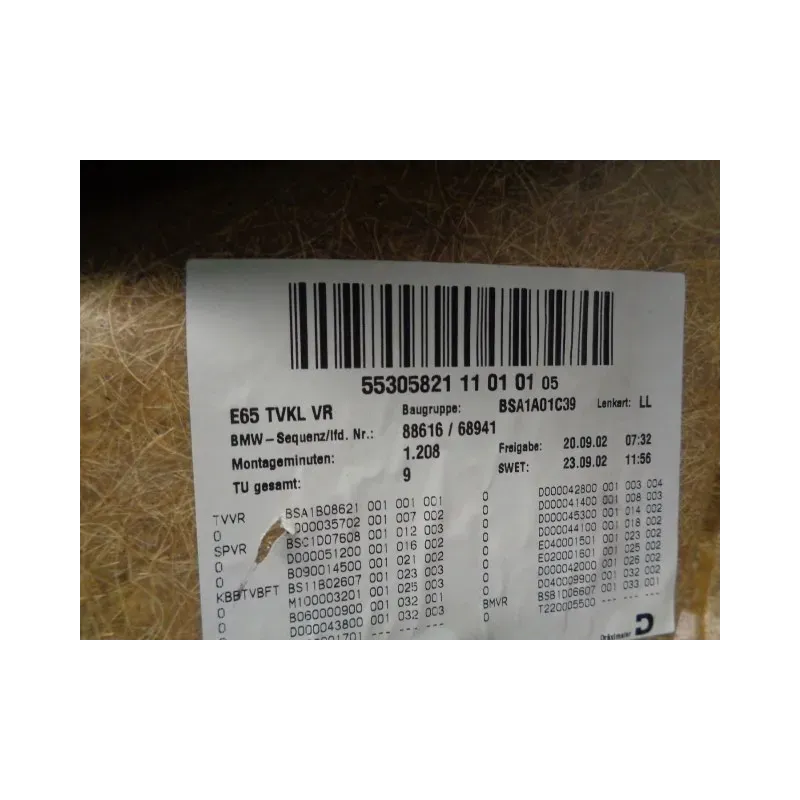 55305821 11 01 01 05
E65 TVKL VR Baugruppe: BSA1A01C39 Lenkart: LL
BMW-Sequenz/lfd. Nr.: 88616 / 68941
Montageminuten: 1.208 Freigabe: 20.09.02 07:32
TU gesamt: 9 SWET: 23.09.02 11:56
TVVR BSA1B08621 001 001 001 0 D000042800 001 003 004
0 D000035702 001 007 002 0 D000041400 001 008 003
SPVR BSC1D07608 001 012 003 0 D000045300 001 014 002
0 D000051200 001 016 002 0 D000044100 001 018 002
0 B090014500 001 021 002 0 E040001501 001 023 002
KBBTVBFT BS11B02607 001 023 003 0 E020001601 001 025 002
0 M100003201 001 025 003 0 D000042000 001 026 002
0 B060000900 001 032 001 0 D040009900 001 032 002
0 D000043800 001 032 003 BMVR BSB1D06607 001 033 001
001701 --- --- --- 0 T220005500 --- --- ---
Dräxlmaier D